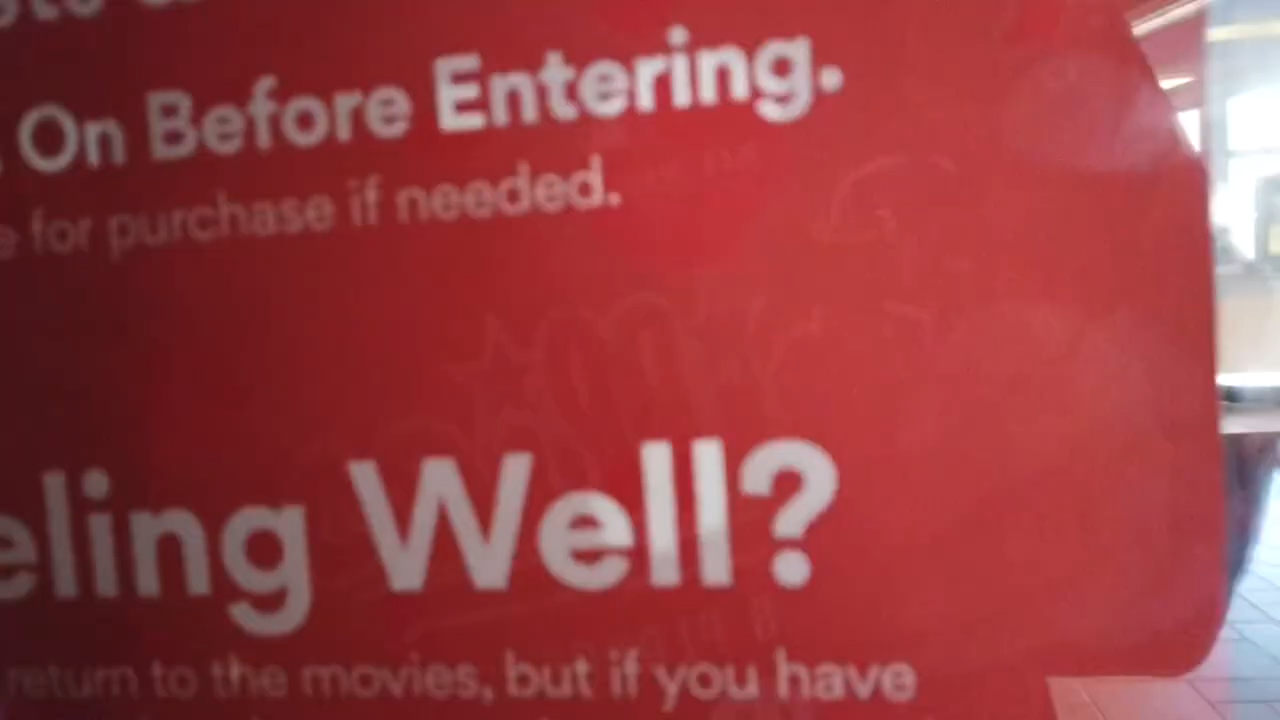 On Before Entering.
for purchase if needed.
eling Well?
return to the movies, but if you have